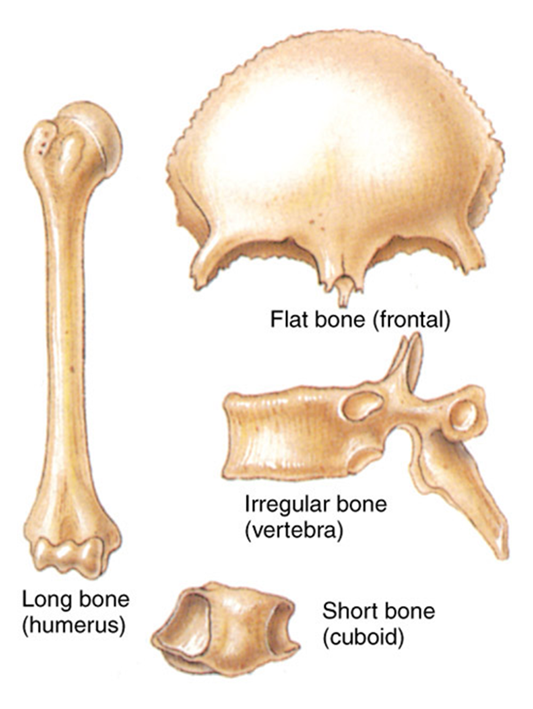 Flat bone (frontal)
Irregular bone
(vertebra)
Long bone
(humerus)
Short bone
(cuboid)